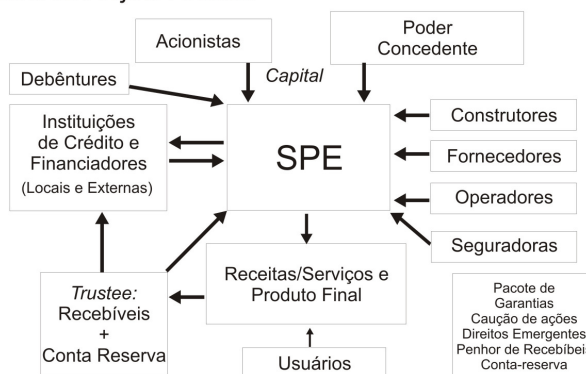 Acionistas
Poder
Concedente
Capital
Debêntures
Instituições
de Crédito e
Financiadores
(Locais e Externas)
SPE
Construtores
Fornecedores
Operadores
Seguradoras
Trustee:
Recebíveis
+
Conta Reserva
Receitas/Serviços e
Produto Final
Usuários
Pacote de
Garantias
Caução de ações
Direitos Emergentes
Penhor de Recebíbeis
Conta-reserva